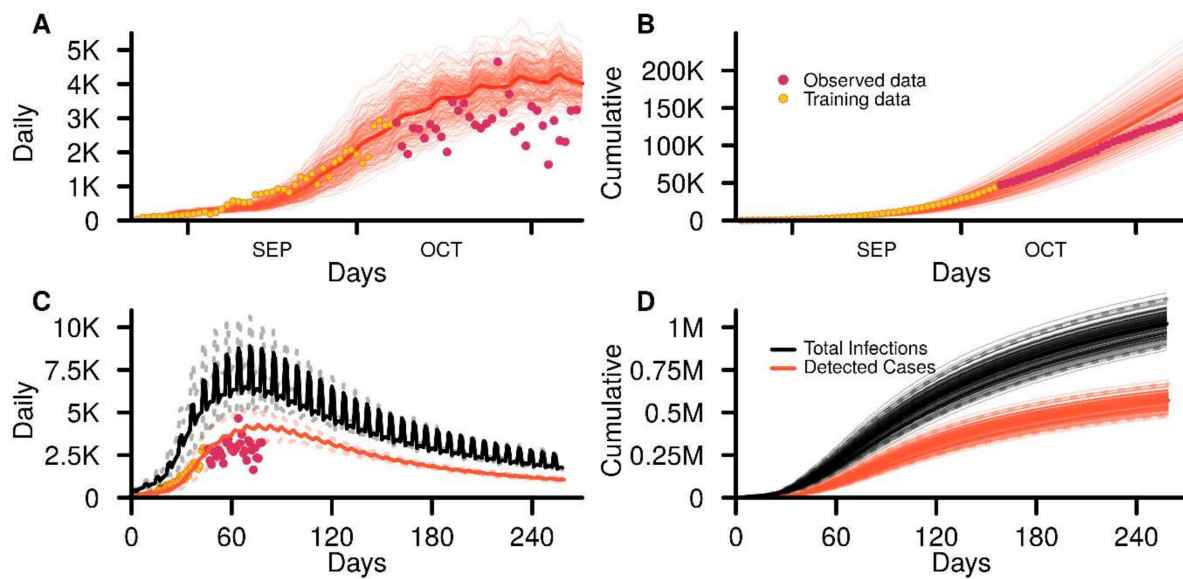 A
Daily
5K
4K
3K
2K
1K
0
SEP
OCT
Days
B
Cumulative
200K
150K
100K
50K
0
Observed data
Training data
SEP
OCT
Days
C
Daily
10K
7.5K
5K
2.5K
0
0
60
120
180
240
Days
D
Cumulative
1M
0.75M
0.5M
0.25M
0
Total Infections
Detected Cases
0
60
120
180
240
Days